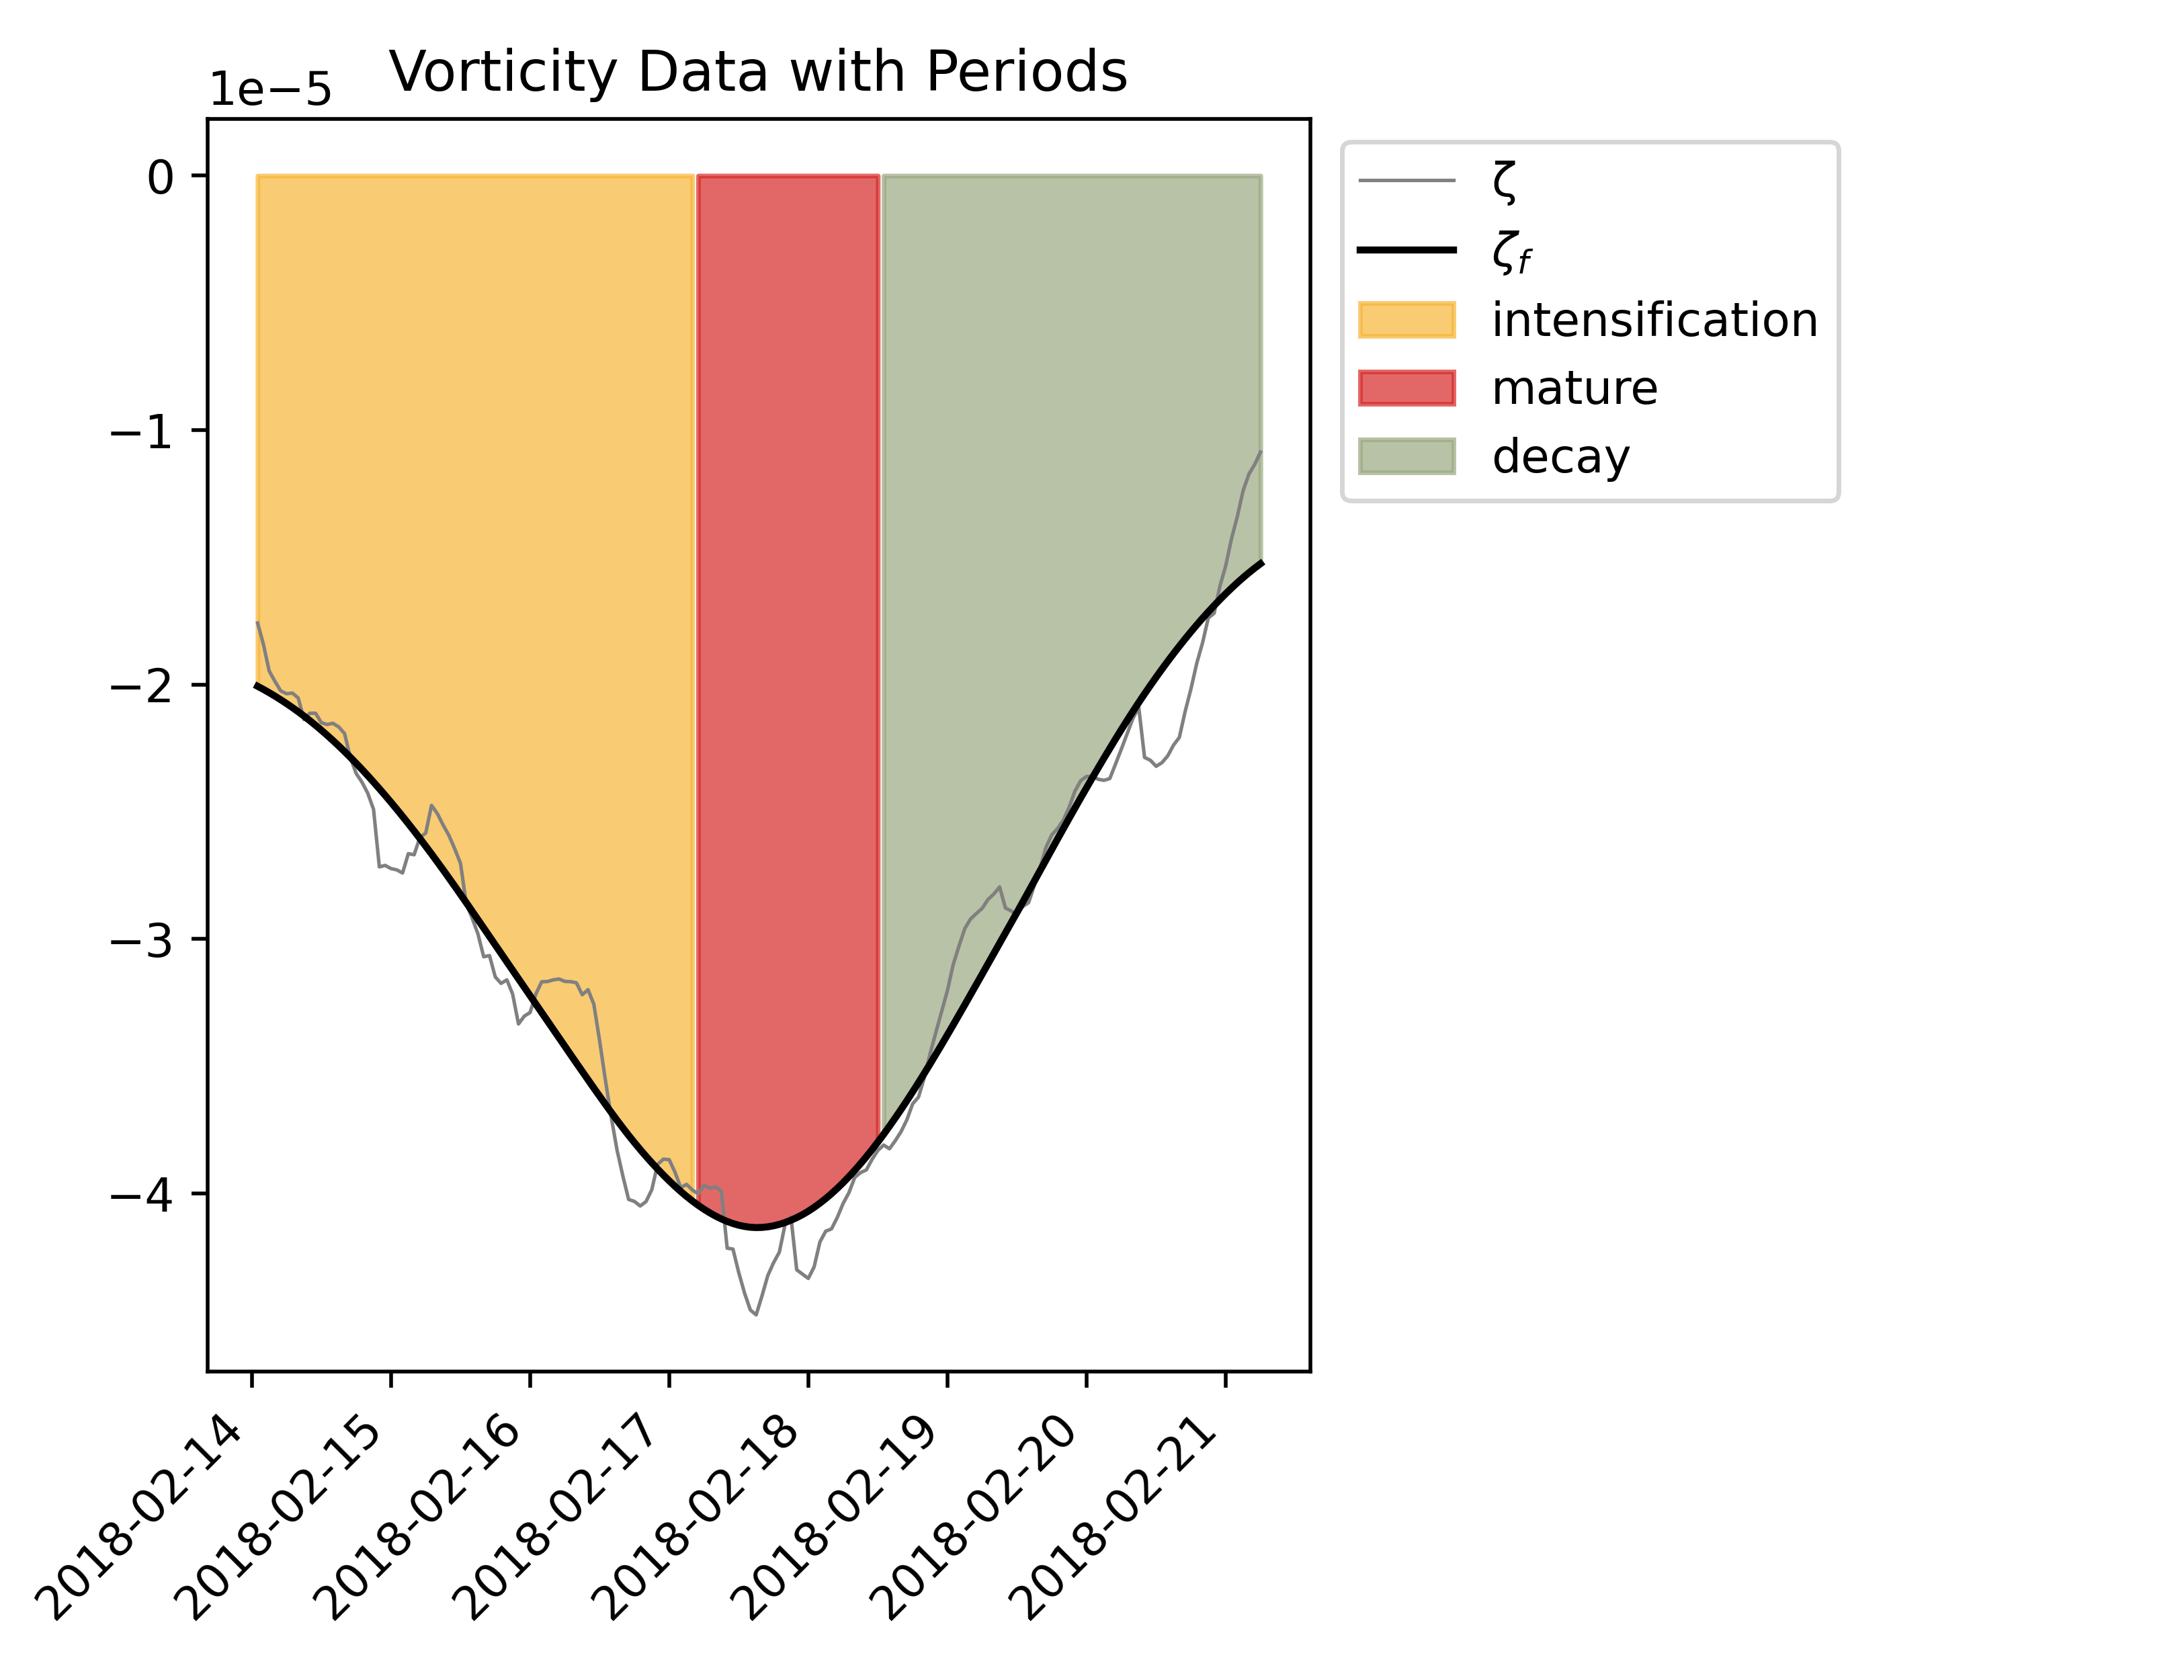 Vorticity Data with Periods
1e−5
0
−1
−2
−3
−4
2018-02-14
2018-02-15
2018-02-16
2018-02-17
2018-02-18
2018-02-19
2018-02-20
2018-02-21
ζ
ζf
intensification
mature
decay